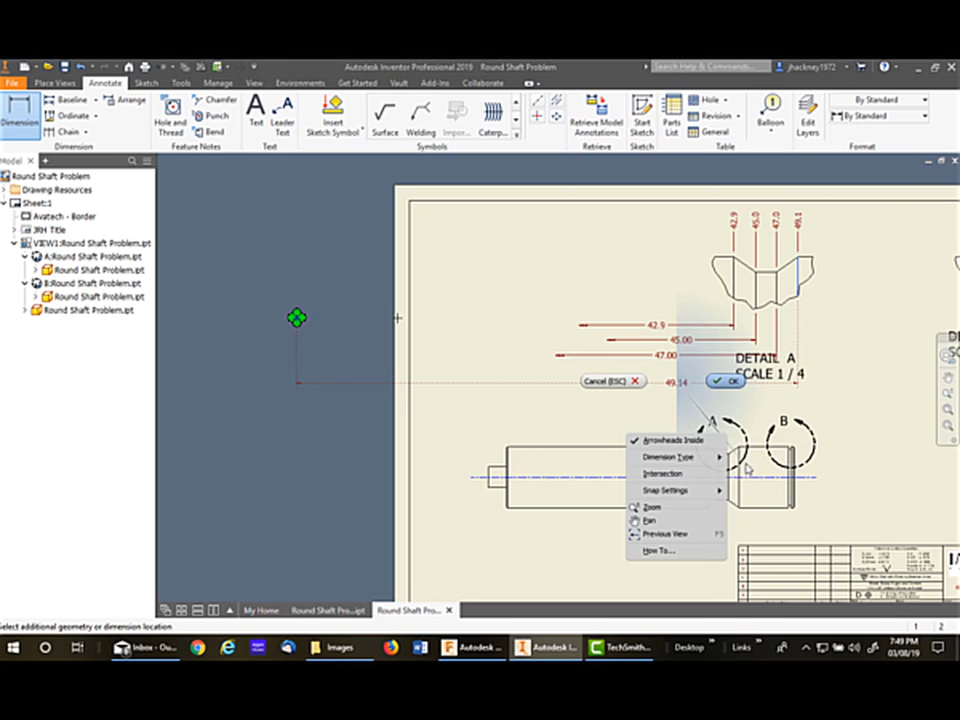 Autodesk Inventor Professional 2019 Round Shaft Problem
Search Help & Commands...
jhackney1972
File Place Views Annotate Sketch Tools Manage View Environments Get Started Vault Add-Ins Collaborate
Dimension
Baseline Arrange
Ordinate
Chain
Dimension
Hole and Thread
Chamfer
Punch
Bend
Feature Notes
Text
Leader Text
Text
Insert Sketch Symbol
Surface
Welding
Impor...
Caterp...
Symbols
Retrieve Model Annotations
Retrieve
Start Sketch
Sketch
Parts List
Hole
Revision
General
Table
Balloon
Edit Layers
By Standard
By Standard
Format
Model
Round Shaft Problem
Drawing Resources
Sheet:1
Avatech - Border
JRH Title
VIEW1:Round Shaft Problem.ipt
A:Round Shaft Problem.ipt
Round Shaft Problem.ipt
B:Round Shaft Problem.ipt
Round Shaft Problem.ipt
Round Shaft Problem.ipt
42.9
45.0
47.0
49.1
42.9
45.00
47.00
DETAIL A
SCALE 1 / 4
Cancel (ESC)
49.14
OK
A
B
Arrowheads Inside
Dimension Type
Intersection
Snap Settings
Zoom
Pan
Previous View F5
How To...
My Home Round Shaft Pro...ipt Round Shaft Pro...
Select additional geometry or dimension location
1 2
Inbox - Ou...
Images
Autodesk ...
Autodesk I...
TechSmith...
Desktop
Links
7:49 PM
03/08/19